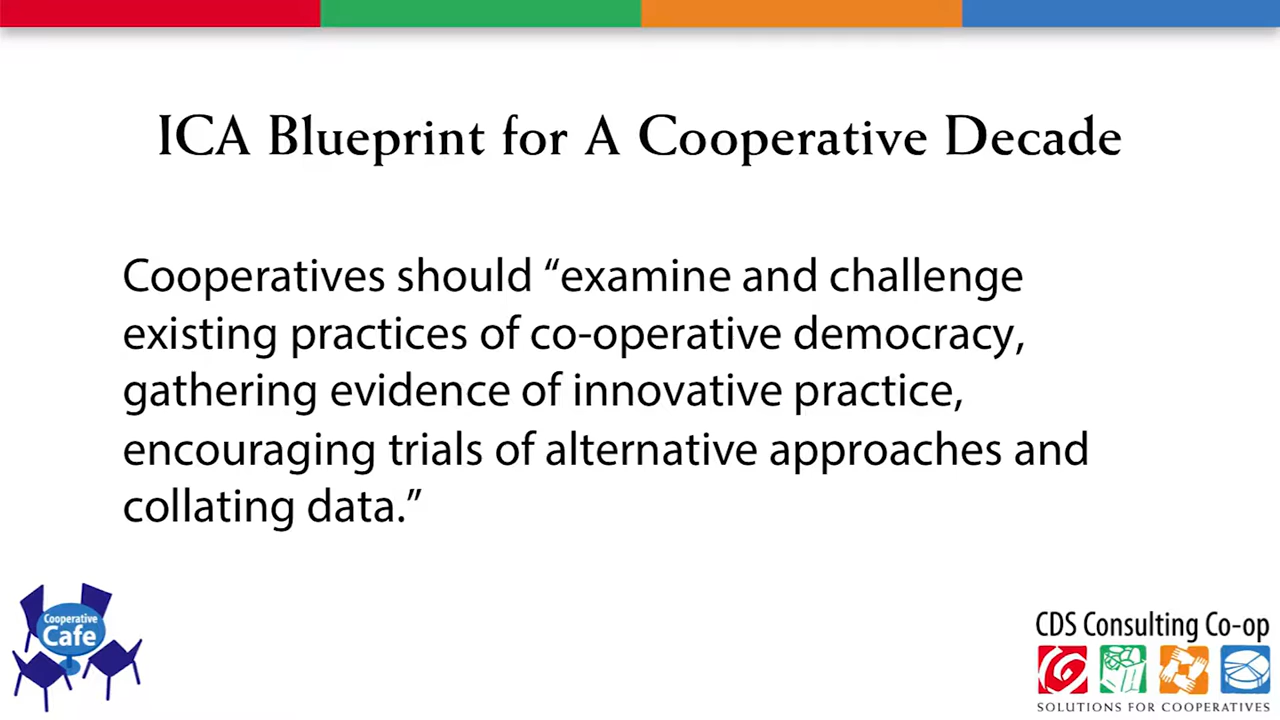 ICA Blueprint for A Cooperative Decade
Cooperatives should “examine and challenge
existing practices of co-operative democracy,
gathering evidence of innovative practice,
encouraging trials of alternative approaches and
collating data.”
Cooperative
Cafe
CDS Consulting Co-op
SOLUTIONS FOR COOPERATIVES